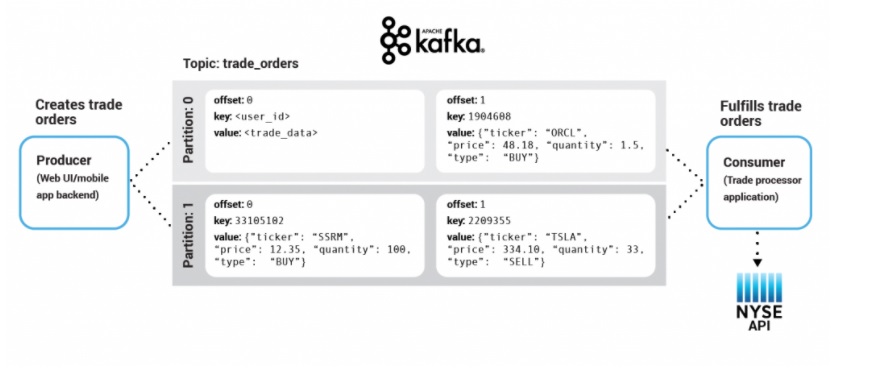 APACHE
kafka®
Topic: trade_orders
Creates trade
orders
Producer
(Web UI/mobile
app backend)
Partition: 0
offset: 0
key: <user_id>
value: <trade_data>
offset: 1
key: 1904608
value: {"ticker": "ORCL",
"price": 48.18, "quantity": 1.5,
"type": "BUY"}
Partition: 1
offset: 0
key: 33105102
value: {"ticker": "SSRM",
"price": 12.35, "quantity": 100,
"type": "BUY"}
offset: 1
key: 2209355
value: {"ticker": "TSLA",
"price": 334.10, "quantity": 33,
"type": "SELL"}
Fulfills trade
orders
Consumer
(Trade processor
application)
NYSE
API